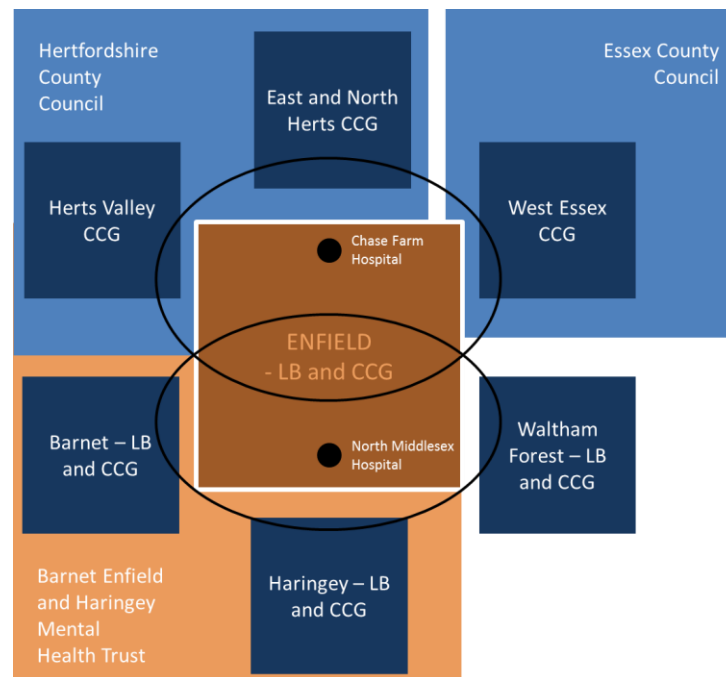 Hertfordshire
County
Council
Essex County
Council
East and North
Herts CCG
Herts Valley
CCG
West Essex
CCG
Chase Farm
Hospital
ENFIELD
- LB and CCG
North Middlesex
Hospital
Barnet – LB
and CCG
Waltham
Forest – LB
and CCG
Haringey – LB
and CCG
Barnet Enfield
and Haringey
Mental
Health Trust